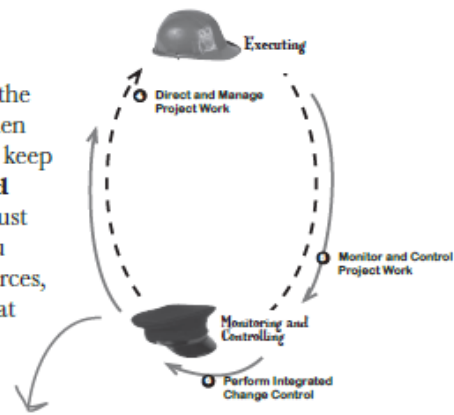 Executing
the
Direct and Manage
Project Work
en
keep
d
ust
u
Monitor and Control
Project Work
rces,
at
Monitoring and
Controlling
Perform Integrated
Change Control